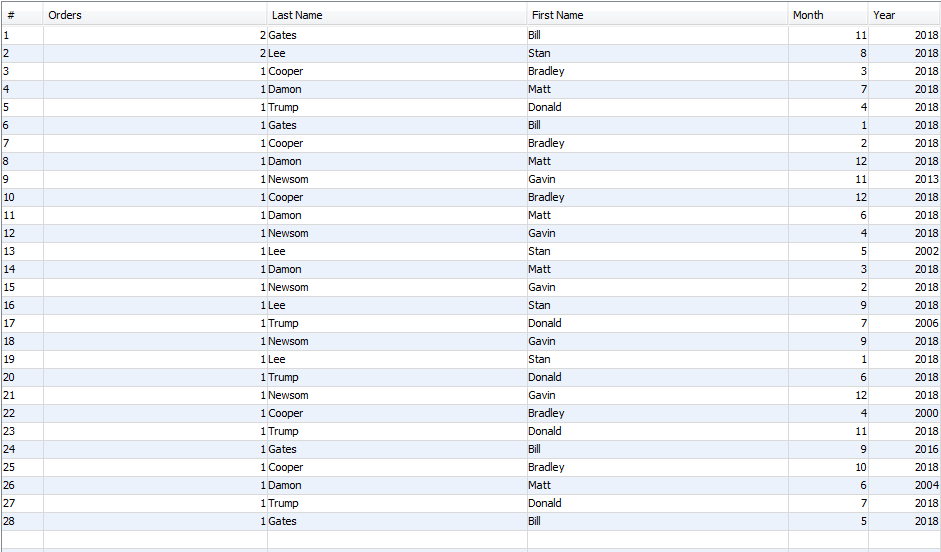 # Orders Last Name First Name Month Year
1 2 Gates Bill 11 2018
2 2 Lee Stan 8 2018
3 1 Cooper Bradley 3 2018
4 1 Damon Matt 7 2018
5 1 Trump Donald 4 2018
6 1 Gates Bill 1 2018
7 1 Cooper Bradley 2 2018
8 1 Damon Matt 12 2018
9 1 Newsom Gavin 11 2013
10 1 Cooper Bradley 12 2018
11 1 Damon Matt 6 2018
12 1 Newsom Gavin 4 2018
13 1 Lee Stan 5 2002
14 1 Damon Matt 3 2018
15 1 Newsom Gavin 2 2018
16 1 Lee Stan 9 2018
17 1 Trump Donald 7 2006
18 1 Newsom Gavin 9 2018
19 1 Lee Stan 1 2018
20 1 Trump Donald 6 2018
21 1 Newsom Gavin 12 2018
22 1 Cooper Bradley 4 2000
23 1 Trump Donald 11 2018
24 1 Gates Bill 9 2016
25 1 Cooper Bradley 10 2018
26 1 Damon Matt 6 2004
27 1 Trump Donald 7 2018
28 1 Gates Bill 5 2018